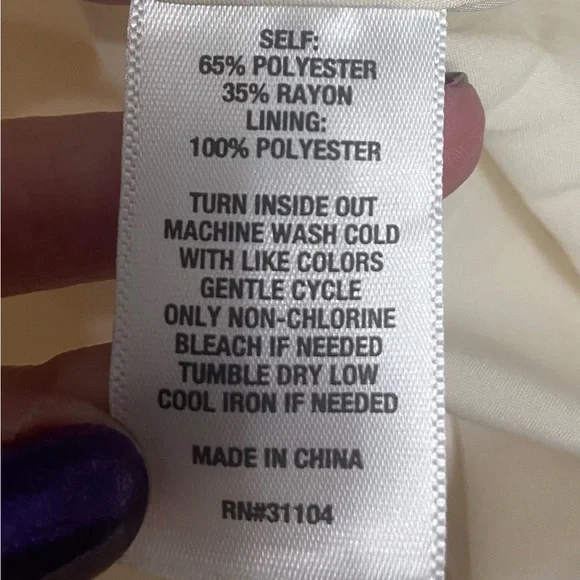 SELF:
65% POLYESTER
35% RAYON
LINING:
100% POLYESTER
TURN INSIDE OUT
MACHINE WASH COLD
WITH LIKE COLORS
GENTLE CYCLE
ONLY NON-CHLORINE
BLEACH IF NEEDED
TUMBLE DRY LOW
COOL IRON IF NEEDED
MADE IN CHINA
RN#31104